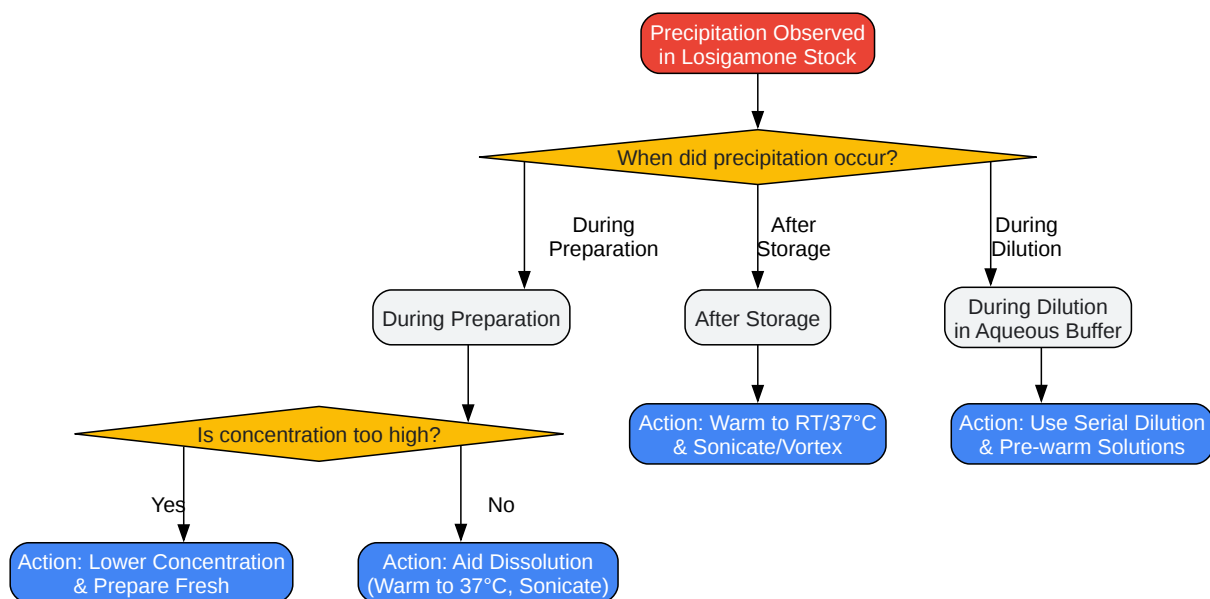 Precipitation Observed
in Losigamone Stock
When did precipitation occur?
During
Preparation
After
Storage
During
Dilution
During Preparation
After Storage
During Dilution
in Aqueous Buffer
Is concentration too high?
Action: Warm to RT/37°C
& Sonicate/Vortex
Action: Use Serial Dilution
& Pre-warm Solutions
Yes
No
Action: Lower Concentration
& Prepare Fresh
Action: Aid Dissolution
(Warm to 37°C, Sonicate)